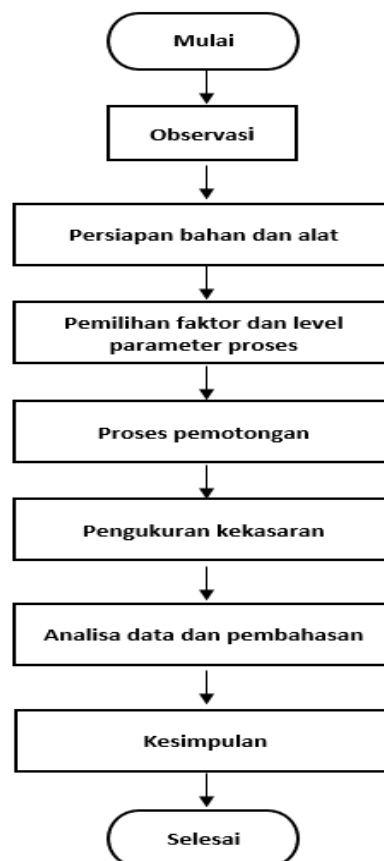 Mulai
Observasi
Persiapan bahan dan alat
Pemilihan faktor dan level
parameter proses
Proses pemotongan
Pengukuran kekasaran
Analisa data dan pembahasan
Kesimpulan
Selesai